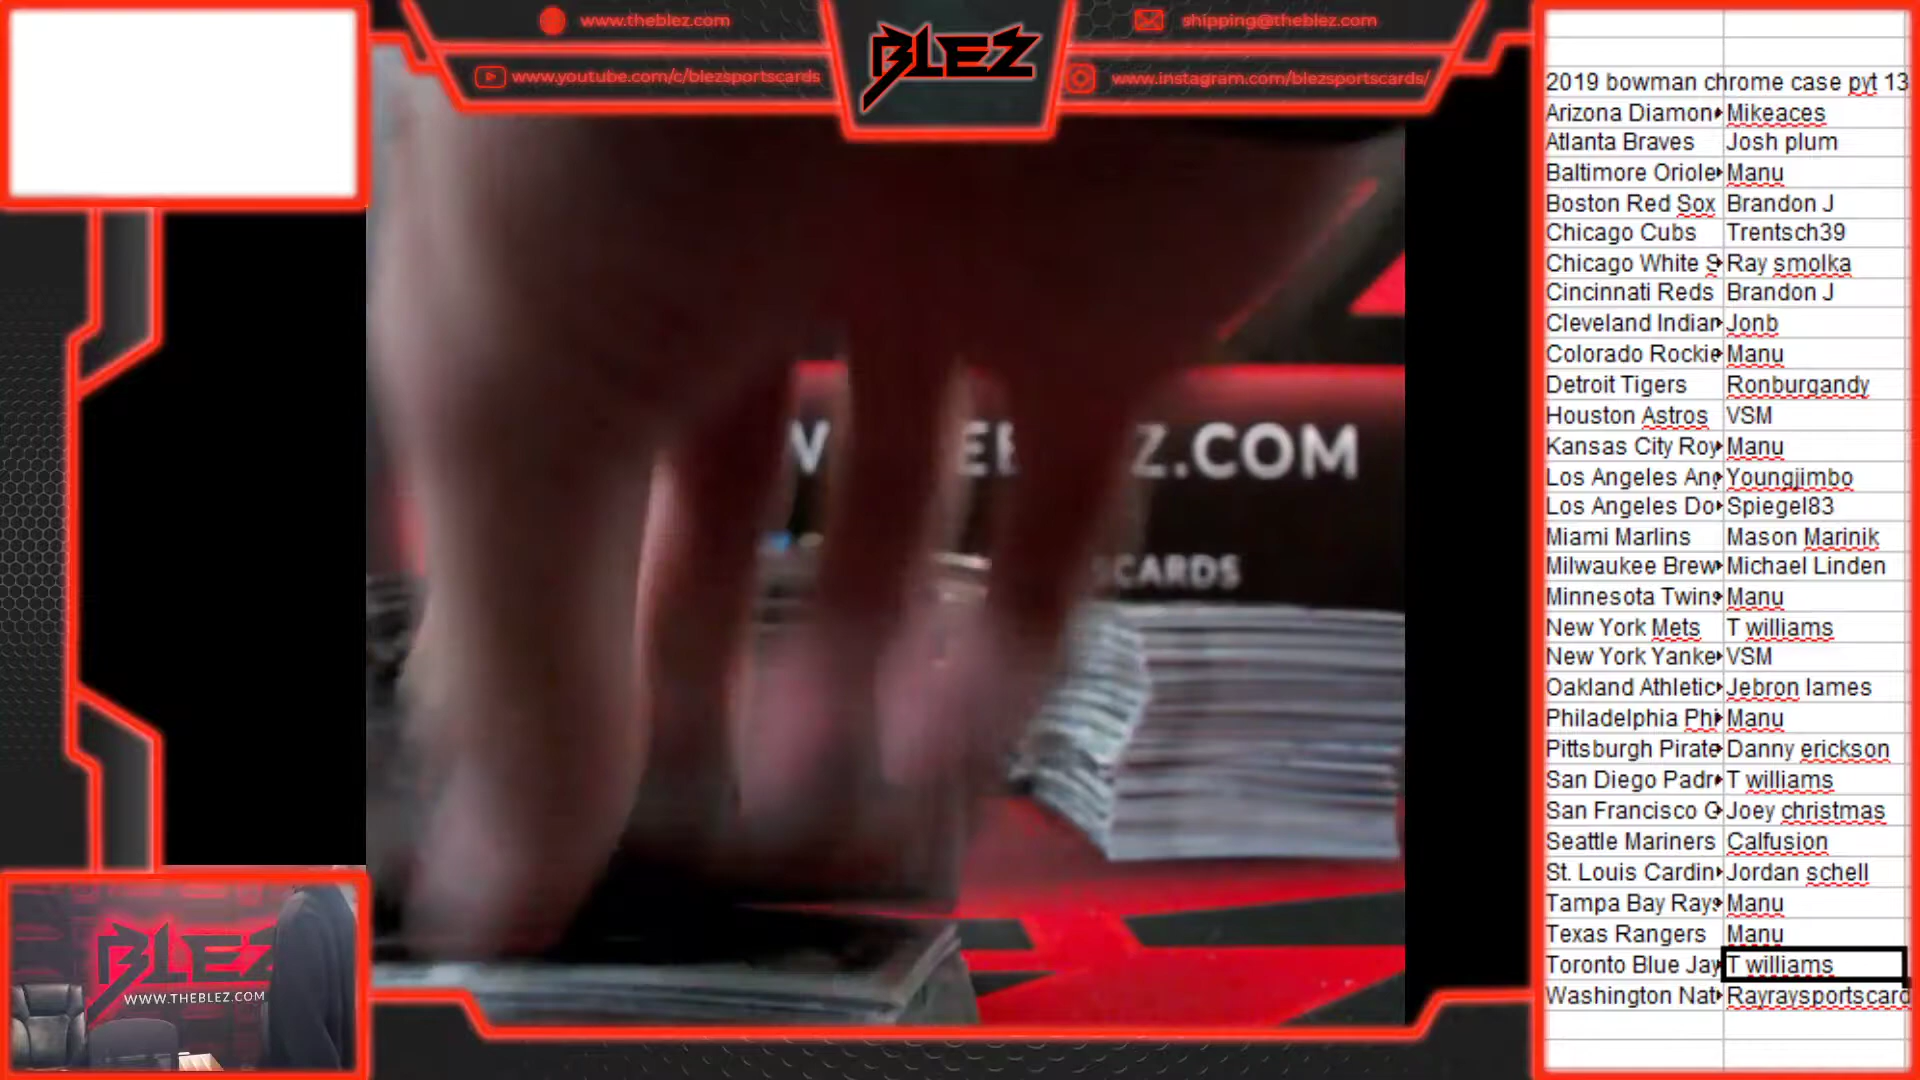 www.theblez.com
BLEZ
shipping@theblez.com
www.youtube.com/c/blezsportscards
www.instagram.com/blezsportscards/
Z.COM
SCARDS
BLEZ
WWW.THEBLEZ.COM
2019 bowman chrome case pyt 13
Arizona Diamon Mikeaces
Atlanta Braves Josh plum
Baltimore Oriole Manu
Boston Red Sox Brandon J
Chicago Cubs Trentsch39
Chicago White S Ray smolka
Cincinnati Reds Brandon J
Cleveland Indian Jonb
Colorado Rockie Manu
Detroit Tigers Ronburgandy
Houston Astros VSM
Kansas City Roy Manu
Los Angeles Ang Youngjimbo
Los Angeles Do Spiegel83
Miami Marlins Mason Marinik
Milwaukee Brew Michael Linden
Minnesota Twins Manu
New York Mets T williams
New York Yanke VSM
Oakland Athletic Jebron lames
Philadelphia Phi Manu
Pittsburgh Pirate Danny erickson
San Diego Padr T williams
San Francisco G Joey christmas
Seattle Mariners Calfusion
St. Louis Cardin Jordan schell
Tampa Bay Rays Manu
Texas Rangers Manu
Toronto Blue Jay T williams
Washington Nat Rayraysportscard